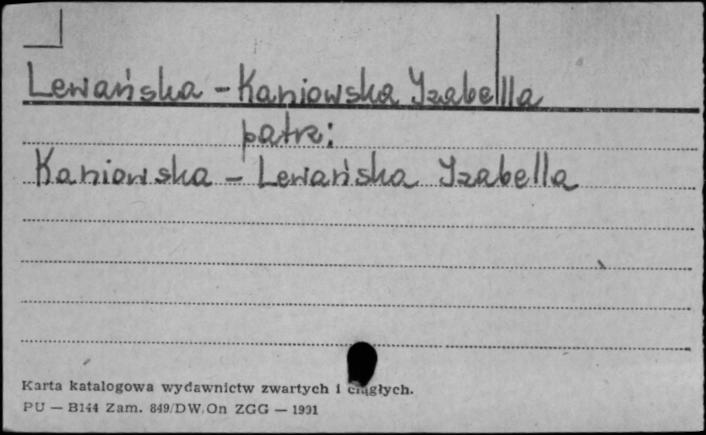 Lewańska - Kaniowska Izabella
patrz:
Kaniowska - Lewańska Izabella
Karta katalogowa wydawnictw zwartych i ciągłych.
PU — B144 Zam. 849/DW/On ZGG — 1991